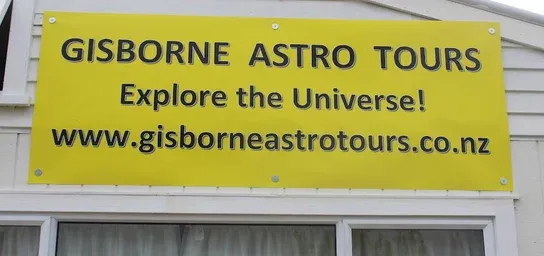 GISBORNE ASTRO TOURS
Explore the Universe!
www.gisborneastrotours.co.nz